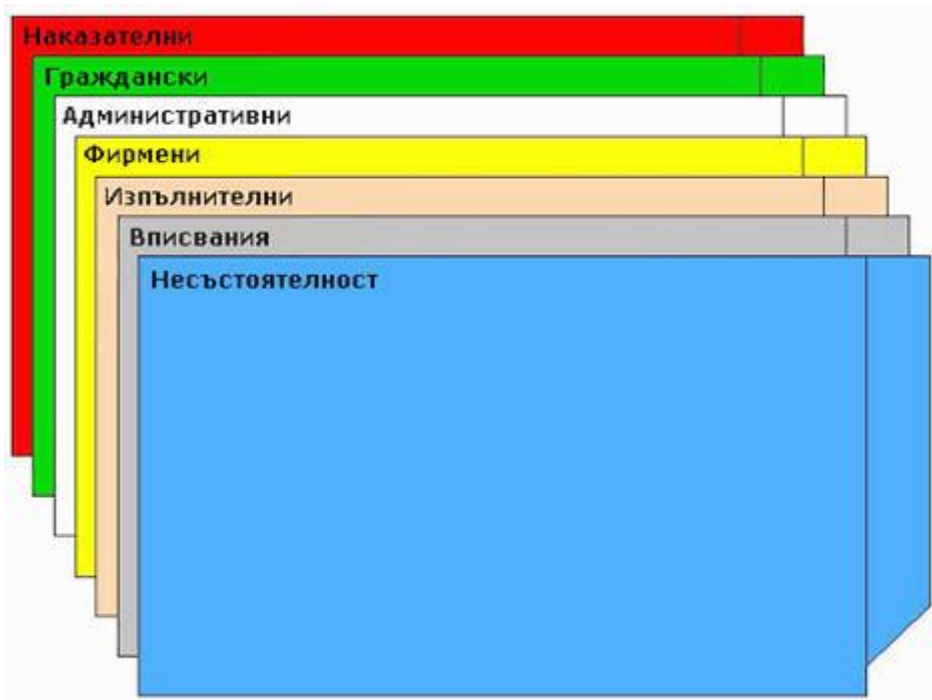 Наказателни
Граждански
Административни
Фирмени
Изпълнителни
Вписвания
Несъстоятелност